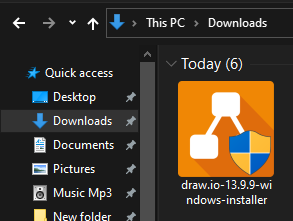 This PC > Downloads
Quick access
Desktop
Downloads
Documents
Pictures
Music Mp3
New folder
Today (6)
draw.io-13.9.9-wi
ndows-installer